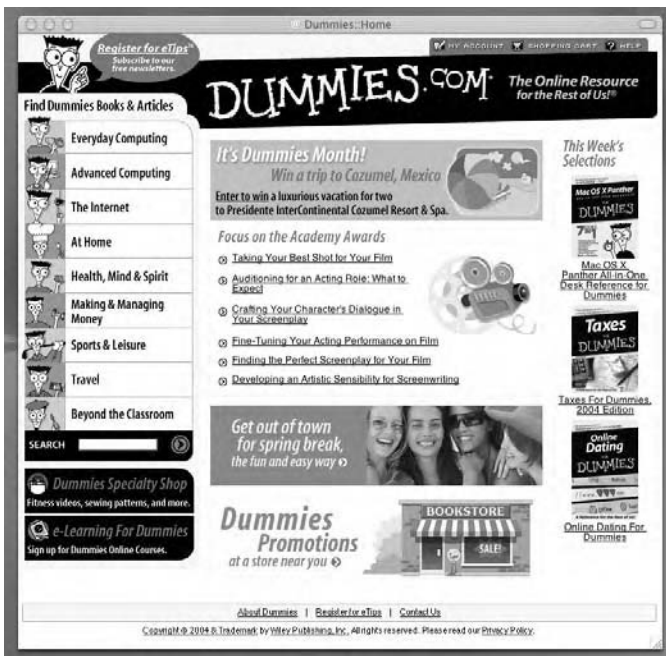 Dummies::Home
Register for eTips™
Subscribe to our
free newsletters.
MY ACCOUNT SHOPPING CART ? HELP
DUMMIES.COM™
The Online Resource
for the Rest of Us!®
Find Dummies Books & Articles
Everyday Computing
Advanced Computing
The Internet
At Home
Health, Mind & Spirit
Making & Managing
Money
Sports & Leisure
Travel
Beyond the Classroom
SEARCH
Dummies Specialty Shop
Fitness videos, sewing patterns, and more.
e-Learning For Dummies
Sign up for Dummies Online Courses.
It's Dummies Month!
Win a trip to Cozumel, Mexico
Enter to win a luxurious vacation for two
to Presidente InterContinental Cozumel Resort & Spa.
Focus on the Academy Awards
Taking Your Best Shot for Your Film
Auditioning for an Acting Role: What to
Expect
Crafting Your Character's Dialogue in
Your Screenplay
Fine-Tuning Your Acting Performance on Film
Finding the Perfect Screenplay for Your Film
Developing an Artistic Sensibility for Screenwriting
Get out of town
for spring break,
the fun and easy way
Dummies
Promotions
at a store near you
BOOKSTORE
SALE!
This Week's
Selections
Mac OS X Panther
DUMMIES
Mac OS X
Panther All-in-One
Desk Reference for
Dummies
Taxes
DUMMIES
Taxes For Dummies,
2004 Edition
Online
Dating
DUMMIES
Online Dating For
Dummies
About Dummies | Register for eTips | Contact Us
Copyright © 2004 & Trademark by Wiley Publishing, Inc. All rights reserved. Please read our Privacy Policy.